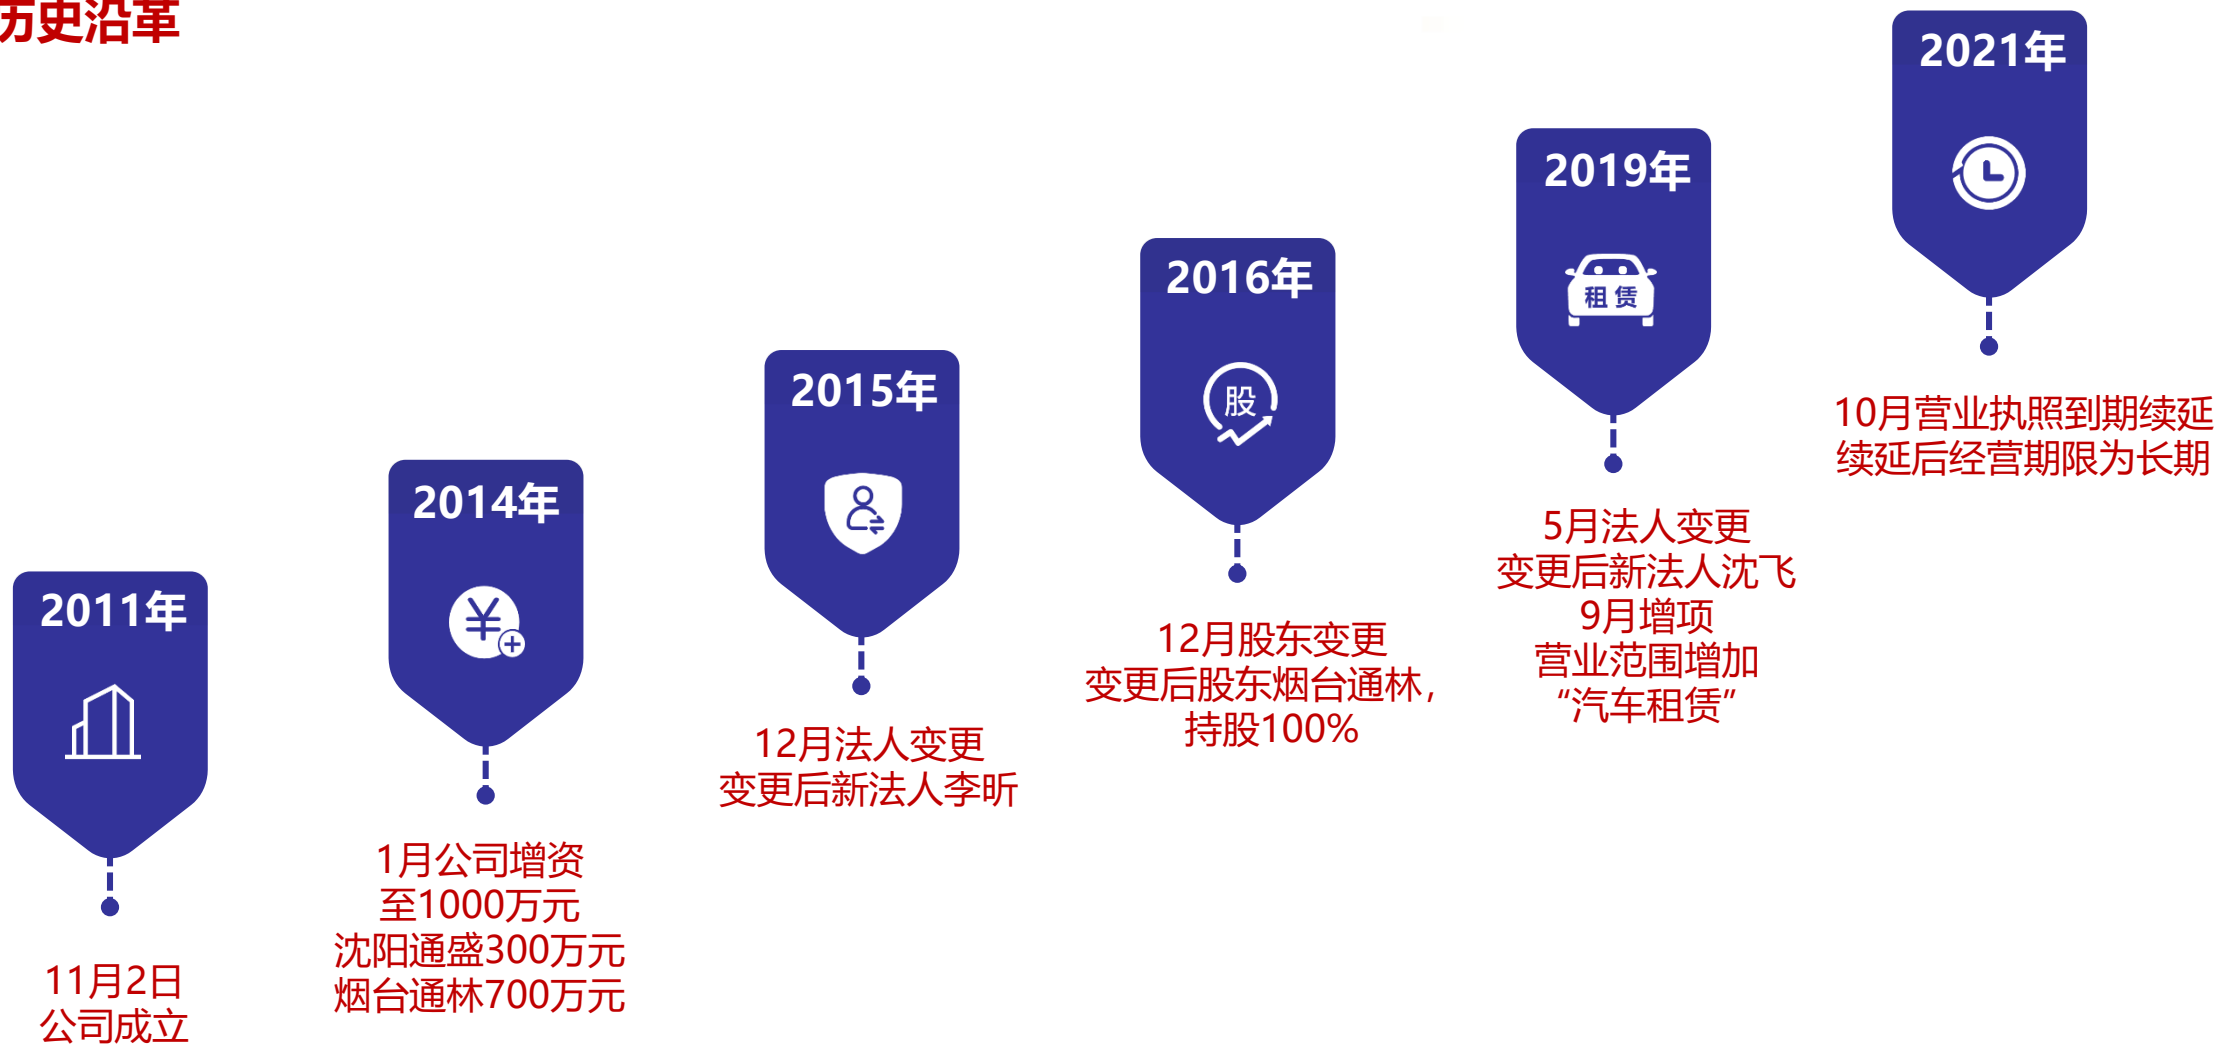 历史沿革
2011年
11月2日
公司成立
2014年
1月公司增资
至1000万元
沈阳通盛300万元
烟台通林700万元
2015年
12月法人变更
变更后新法人李昕
2016年
股
12月股东变更
变更后股东烟台通林，
持股100%
2019年
租赁
5月法人变更
变更后新法人沈飞
9月增项
营业范围增加
“汽车租赁”
2021年
10月营业执照到期续延
续延后经营期限为长期